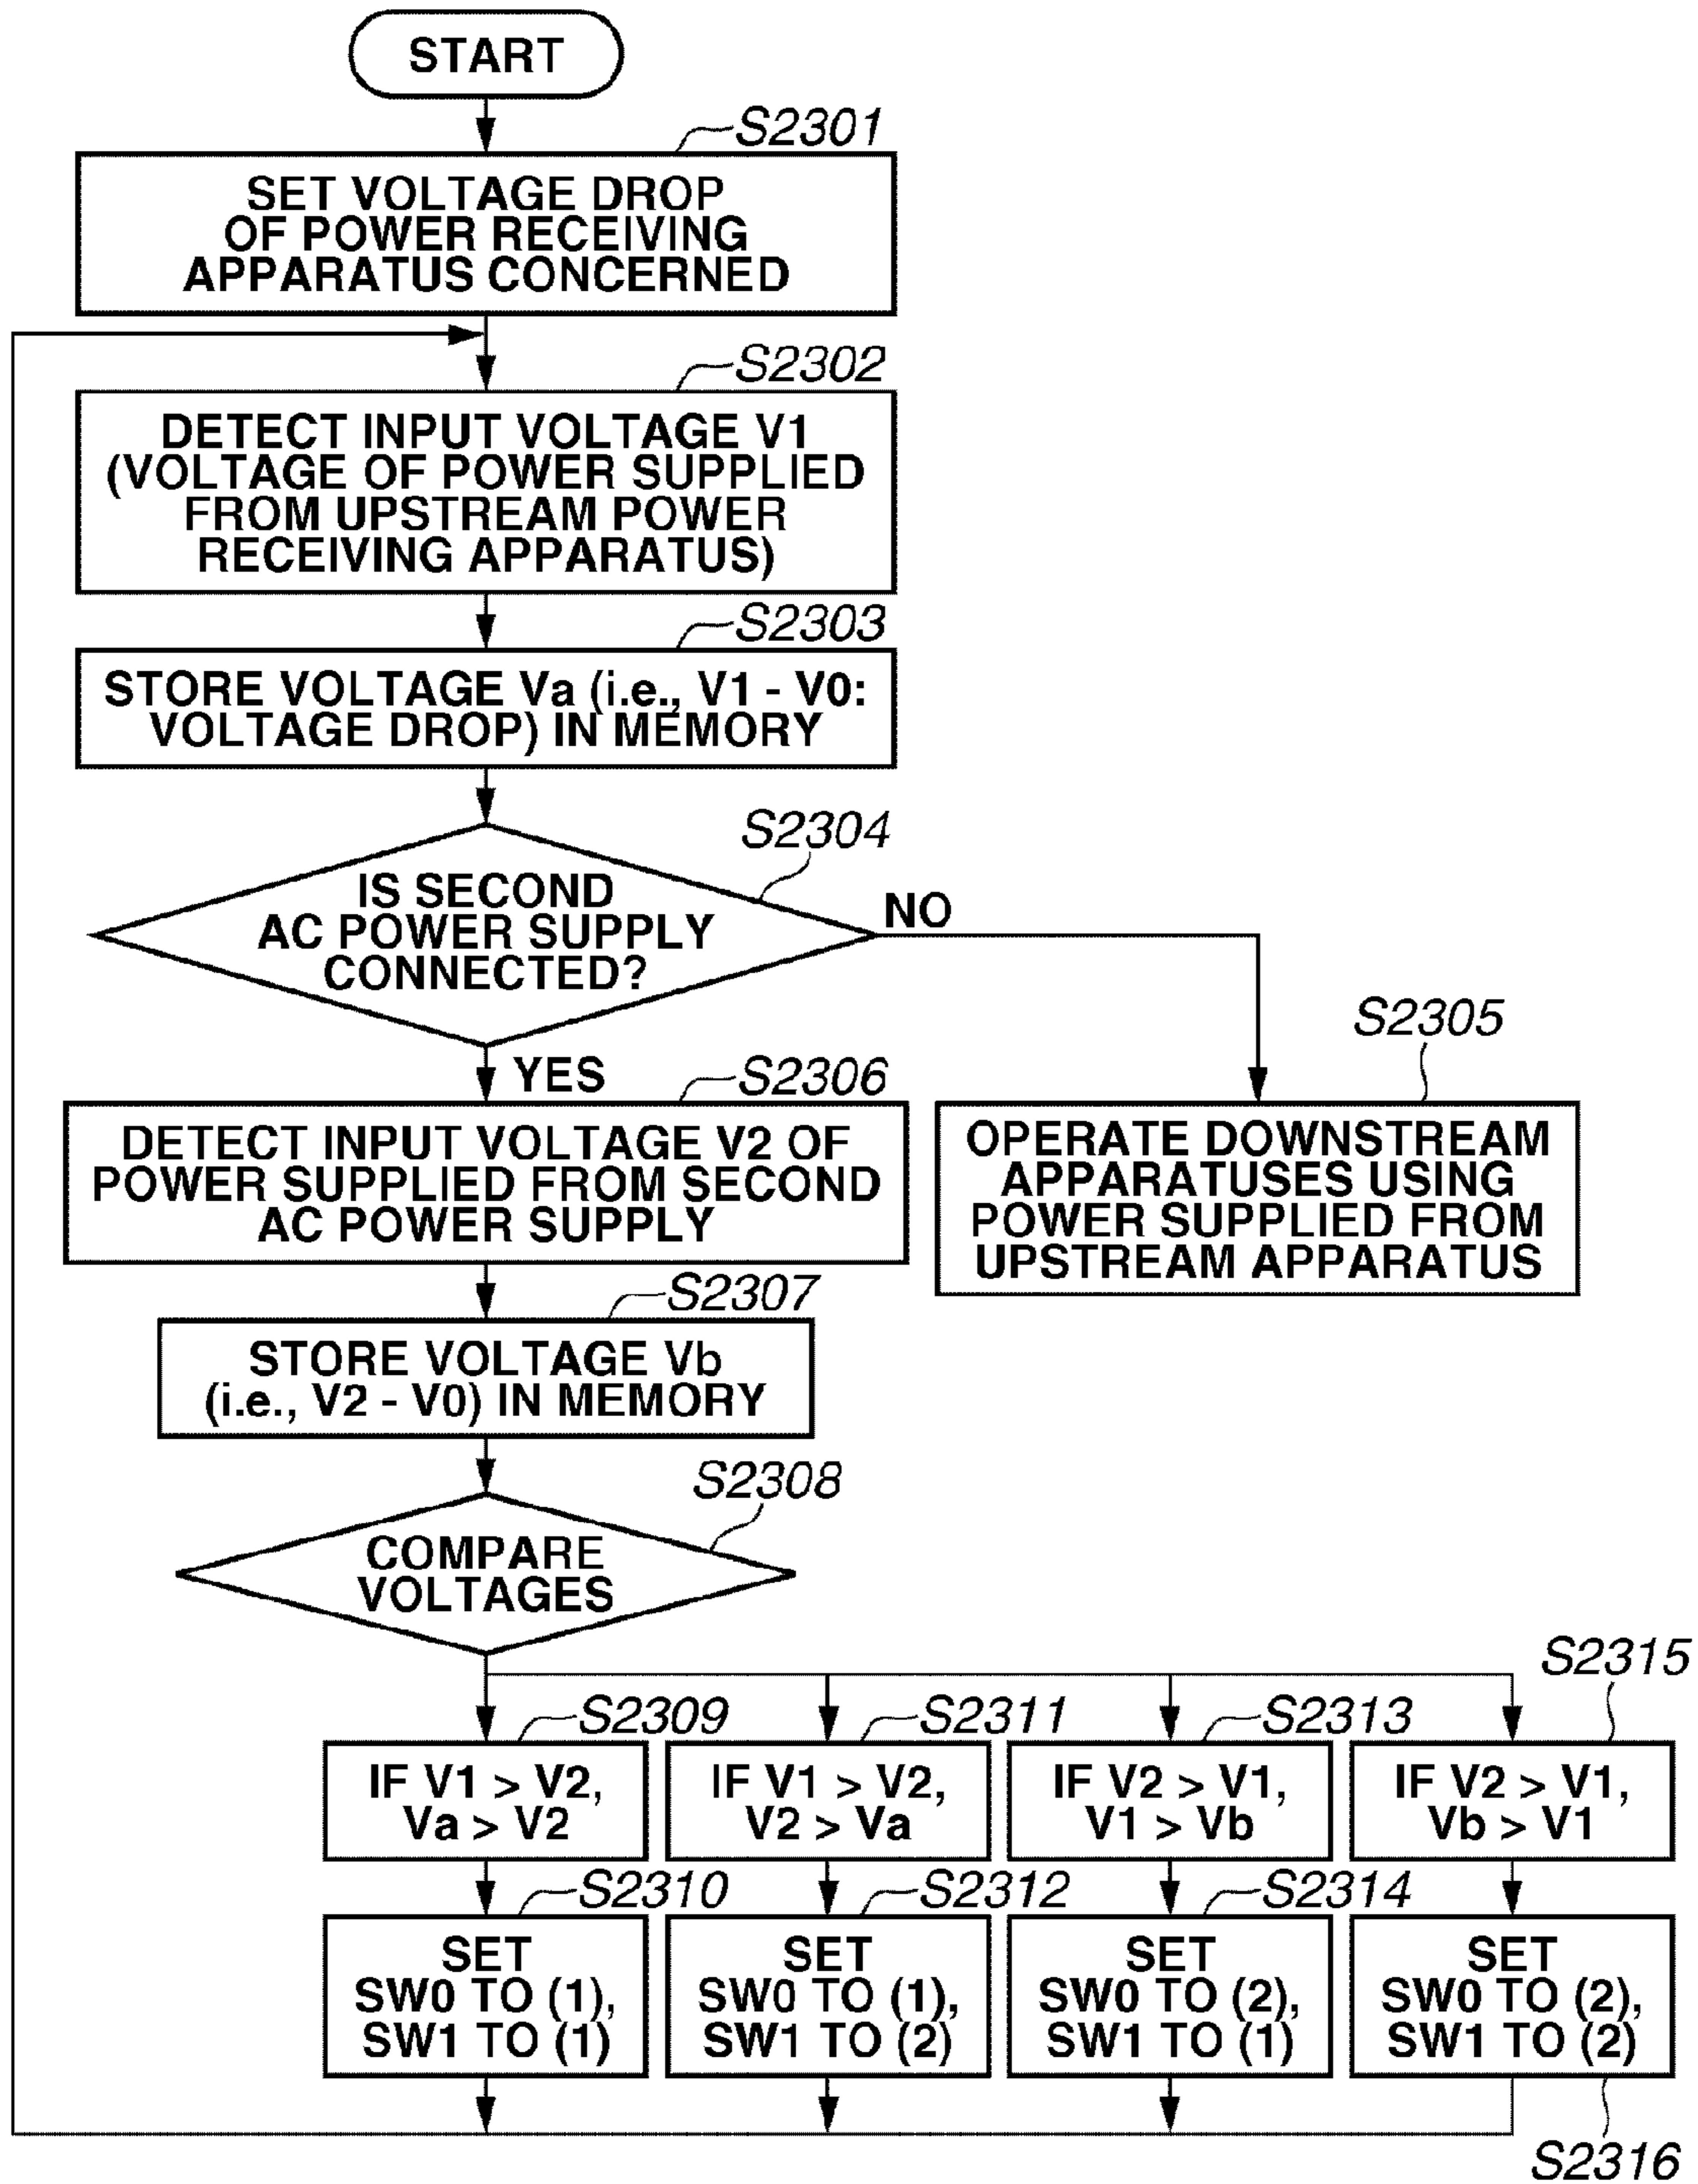 START
S2301
SET VOLTAGE DROP
OF POWER RECEIVING
APPARATUS CONCERNED
S2302
DETECT INPUT VOLTAGE V1
(VOLTAGE OF POWER SUPPLIED
FROM UPSTREAM POWER
RECEIVING APPARATUS)
S2303
STORE VOLTAGE Va (i.e., V1 - V0:
VOLTAGE DROP) IN MEMORY
S2304
IS SECOND
AC POWER SUPPLY
CONNECTED?
NO
S2305
OPERATE DOWNSTREAM
APPARATUSES USING
POWER SUPPLIED FROM
UPSTREAM APPARATUS
YES
S2306
DETECT INPUT VOLTAGE V2 OF
POWER SUPPLIED FROM SECOND
AC POWER SUPPLY
S2307
STORE VOLTAGE Vb
(i.e., V2 - V0) IN MEMORY
S2308
COMPARE
VOLTAGES
S2309
IF V1 > V2,
Va > V2
S2310
SET
SW0 TO (1),
SW1 TO (1)
S2311
IF V1 > V2,
V2 > Va
S2312
SET
SW0 TO (1),
SW1 TO (2)
S2313
IF V2 > V1,
V1 > Vb
S2314
SET
SW0 TO (2),
SW1 TO (1)
S2315
IF V2 > V1,
Vb > V1
SET
SW0 TO (2),
SW1 TO (2)
S2316